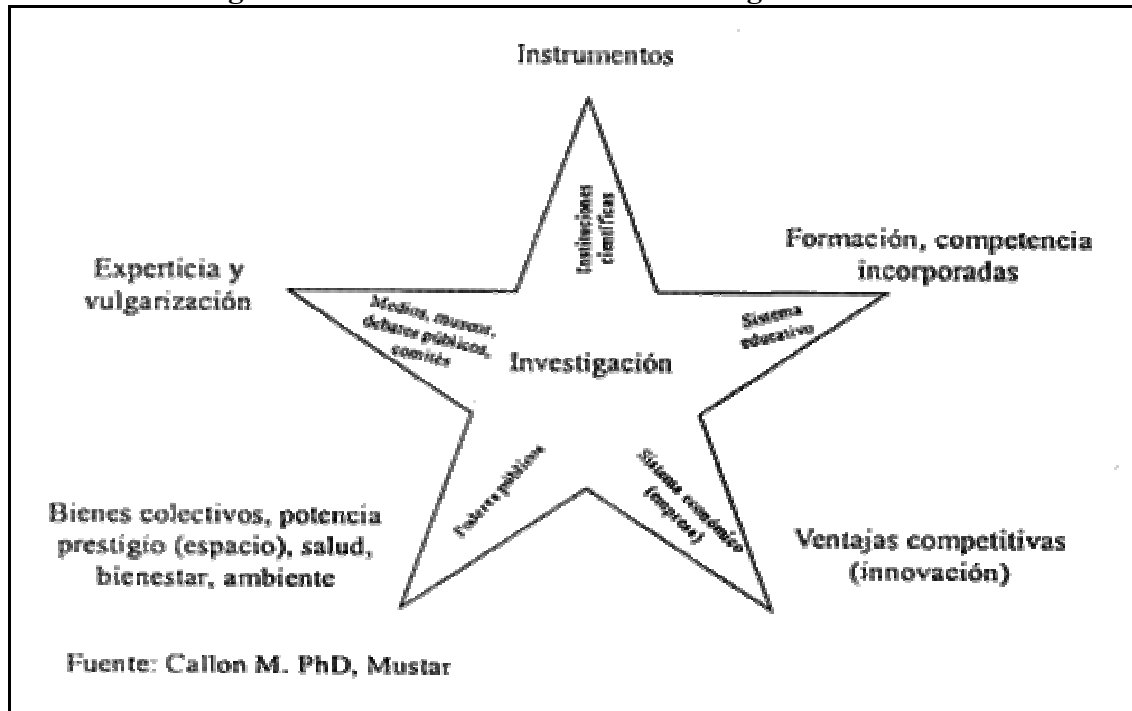 Instrumentos
Instituciones
científicas
Formación, competencia
incorporadas
Sistema
educativo
Experticia y
vulgarización
Medios, museos,
debates públicos,
comités
Investigación
Poderes públicos
Sistema económico
(empresa)
Bienes colectivos, potencia
prestigio (espacio), salud,
bienestar, ambiente
Ventajas competitivas
(innovación)
Fuente: Callon M. PhD, Mustar